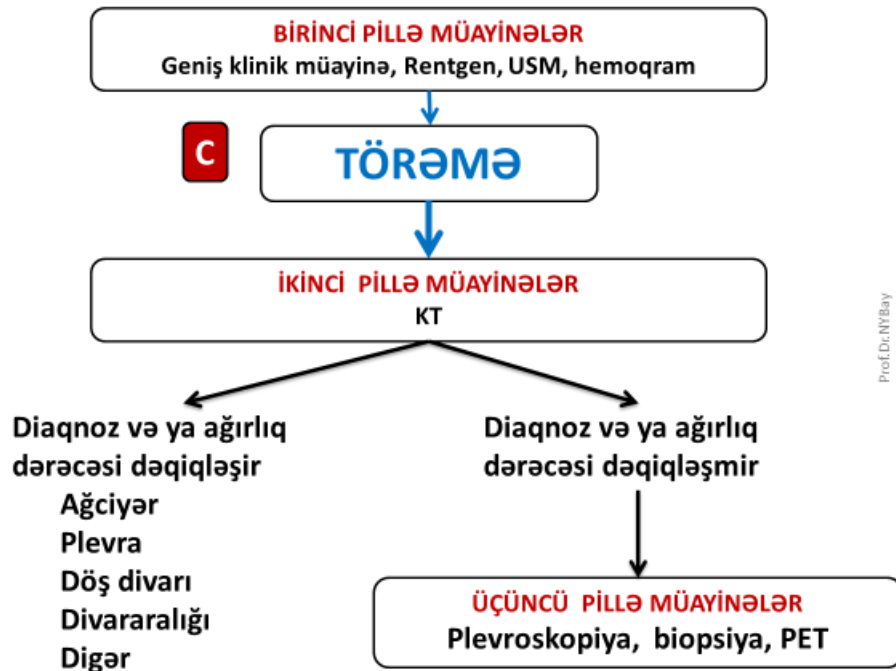 BİRİNCİ PİLLƏ MÜAYİNƏLƏR
Geniş klinik müayinə, Rentgen, USM, hemoqram
C
TÖRƏMƏ
İKİNCİ PİLLƏ MÜAYİNƏLƏR
KT
Prof.Dr.NYBay
Diaqnoz və ya ağırlıq
dərəcəsi dəqiqləşir
Ağciyər
Plevra
Döş divarı
Divararalığı
Digər
Diaqnoz və ya ağırlıq
dərəcəsi dəqiqləşmir
ÜÇÜNCÜ PİLLƏ MÜAYİNƏLƏR
Plevroskopiya, biopsiya, PET